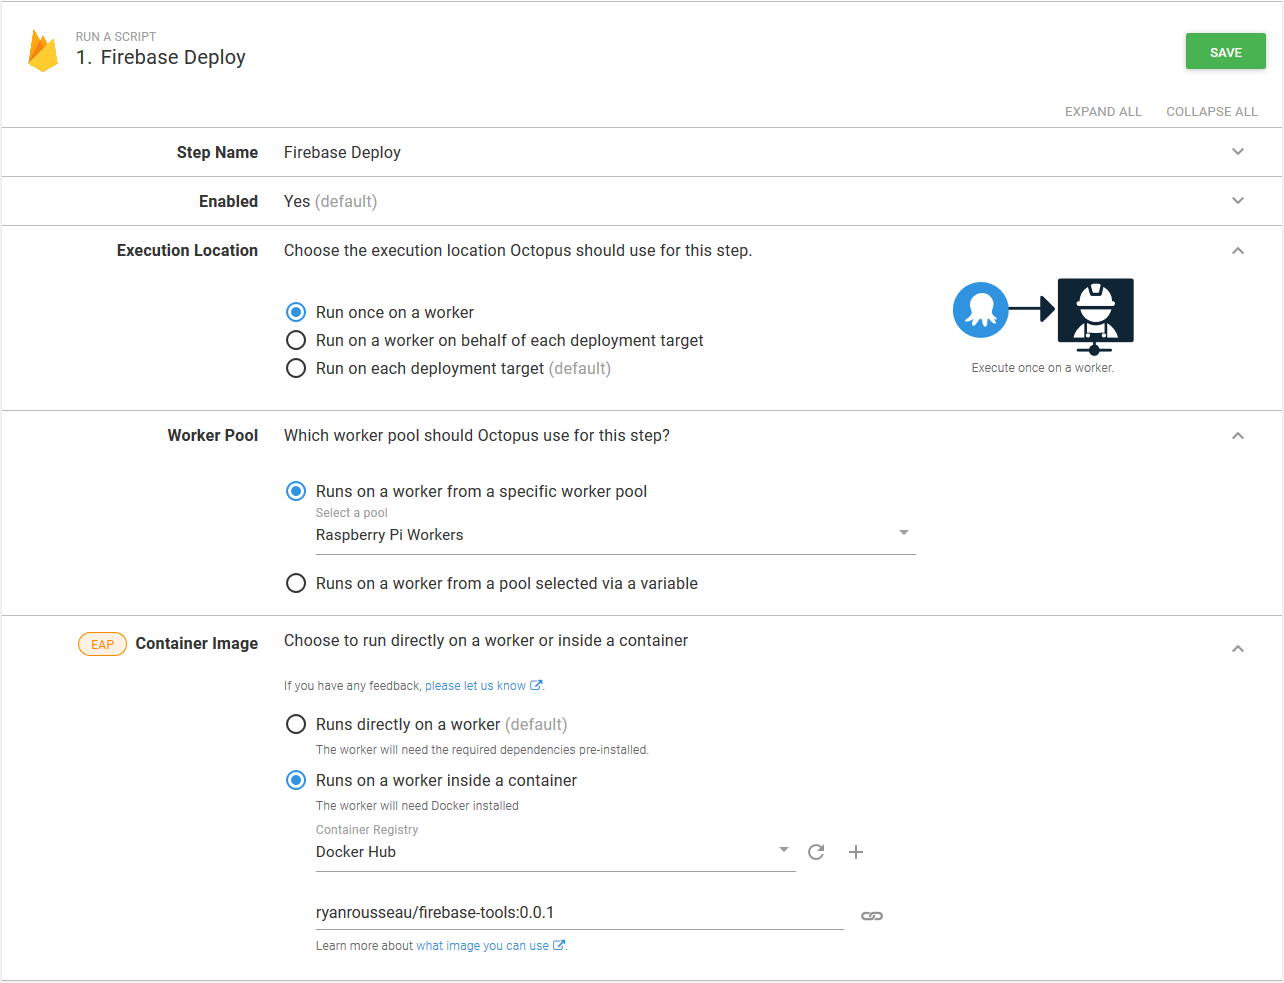 RUN A SCRIPT
1. Firebase Deploy
SAVE
EXPAND ALL COLLAPSE ALL
Step Name Firebase Deploy
Enabled Yes (default)
Execution Location Choose the execution location Octopus should use for this step.
Run once on a worker
Run on a worker on behalf of each deployment target
Run on each deployment target (default)
Execute once on a worker.
Worker Pool Which worker pool should Octopus use for this step?
Runs on a worker from a specific worker pool
Select a pool
Raspberry Pi Workers
Runs on a worker from a pool selected via a variable
EAP Container Image Choose to run directly on a worker or inside a container
If you have any feedback, please let us know .
Runs directly on a worker (default)
The worker will need the required dependencies pre-installed.
Runs on a worker inside a container
The worker will need Docker installed
Container Registry
Docker Hub
ryanrousseau/firebase-tools:0.0.1
Learn more about what image you can use .